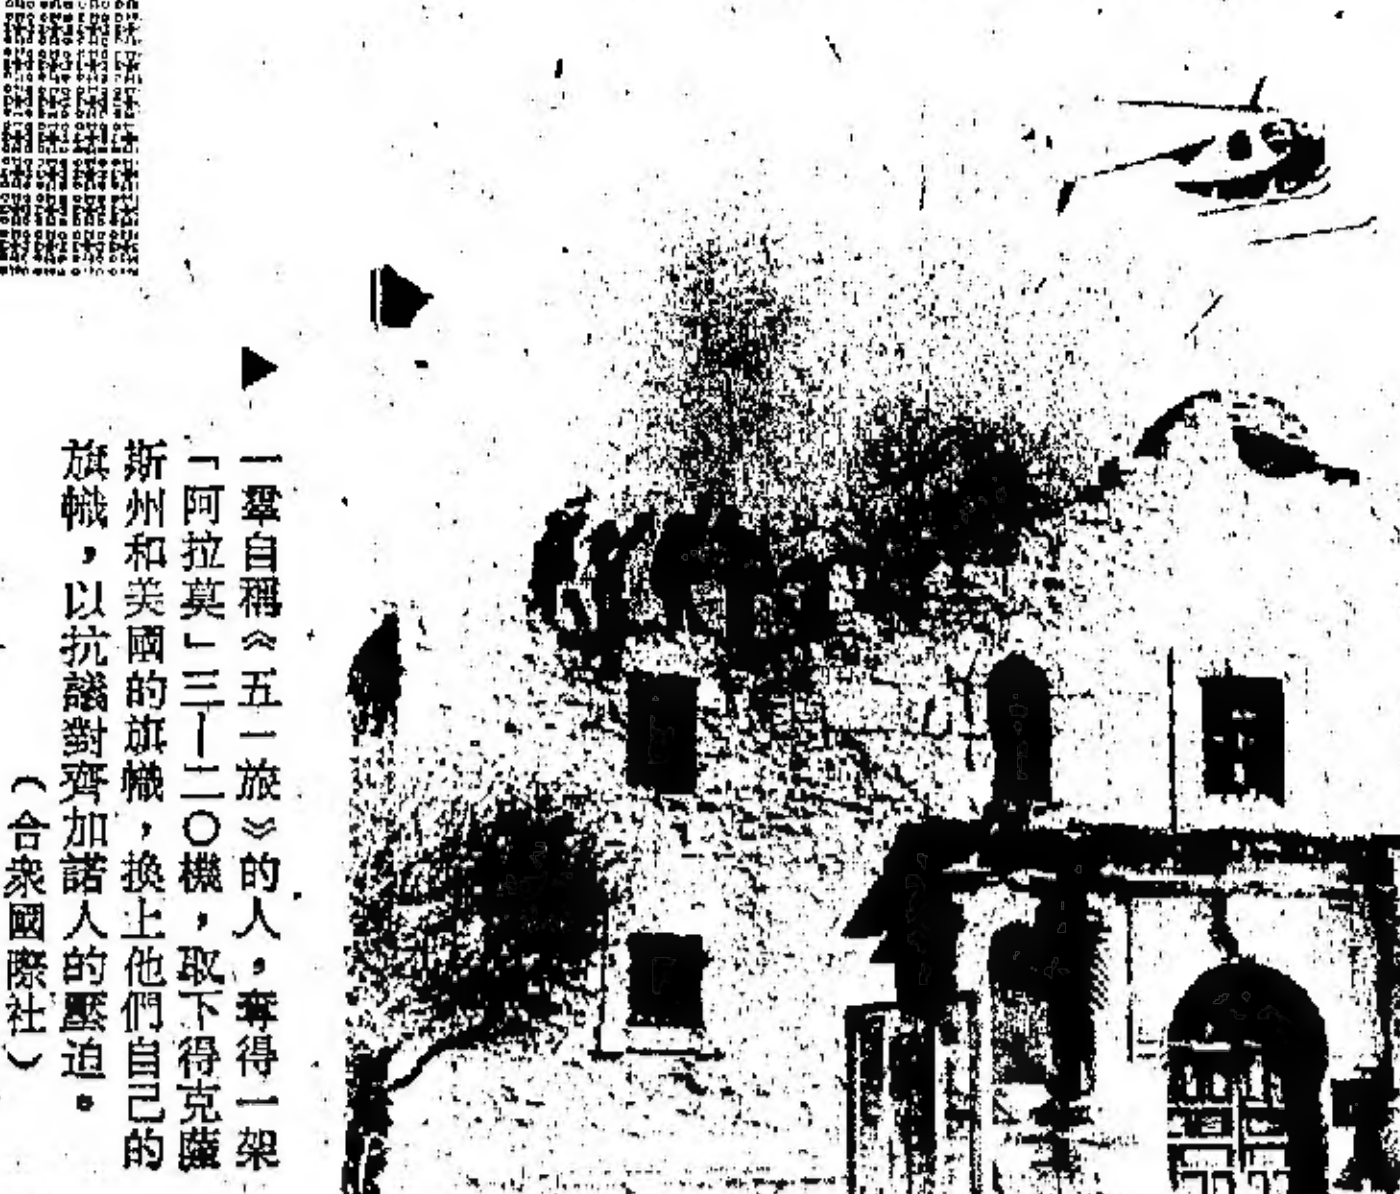 一羣自稱《五一旅》的人，奪得一架
「阿拉莫」三—二〇機，取下得克薩
斯州和美國的旗幟，換上他們自己的
旗幟，以抗議對齊加諾人的壓迫。
（合衆國際社）